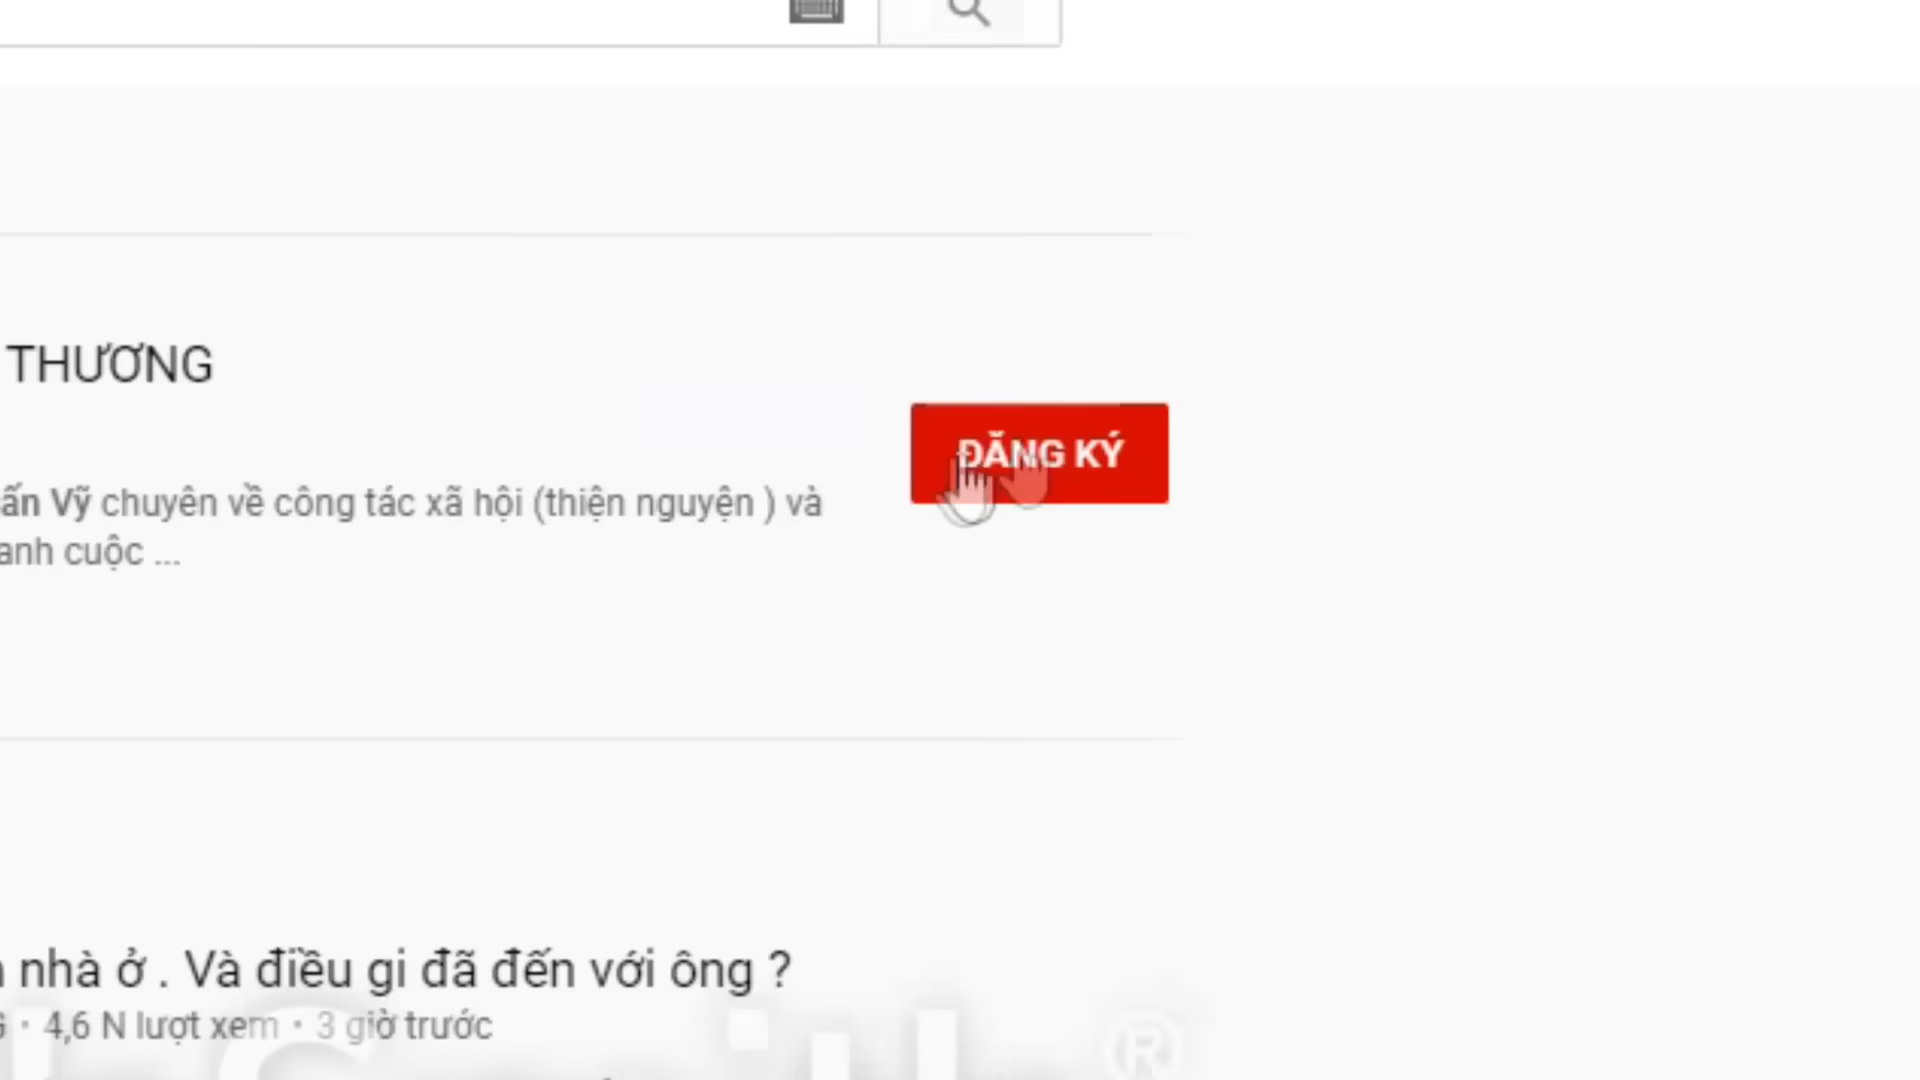 THƯƠNG
ĐĂNG KÝ
ấn Vỹ chuyên về công tác xã hội (thiện nguyện ) và
anh cuộc ...
nhà ở . Và điều gi đã đến với ông ?
4,6 N lượt xem • 3 giờ trước
®